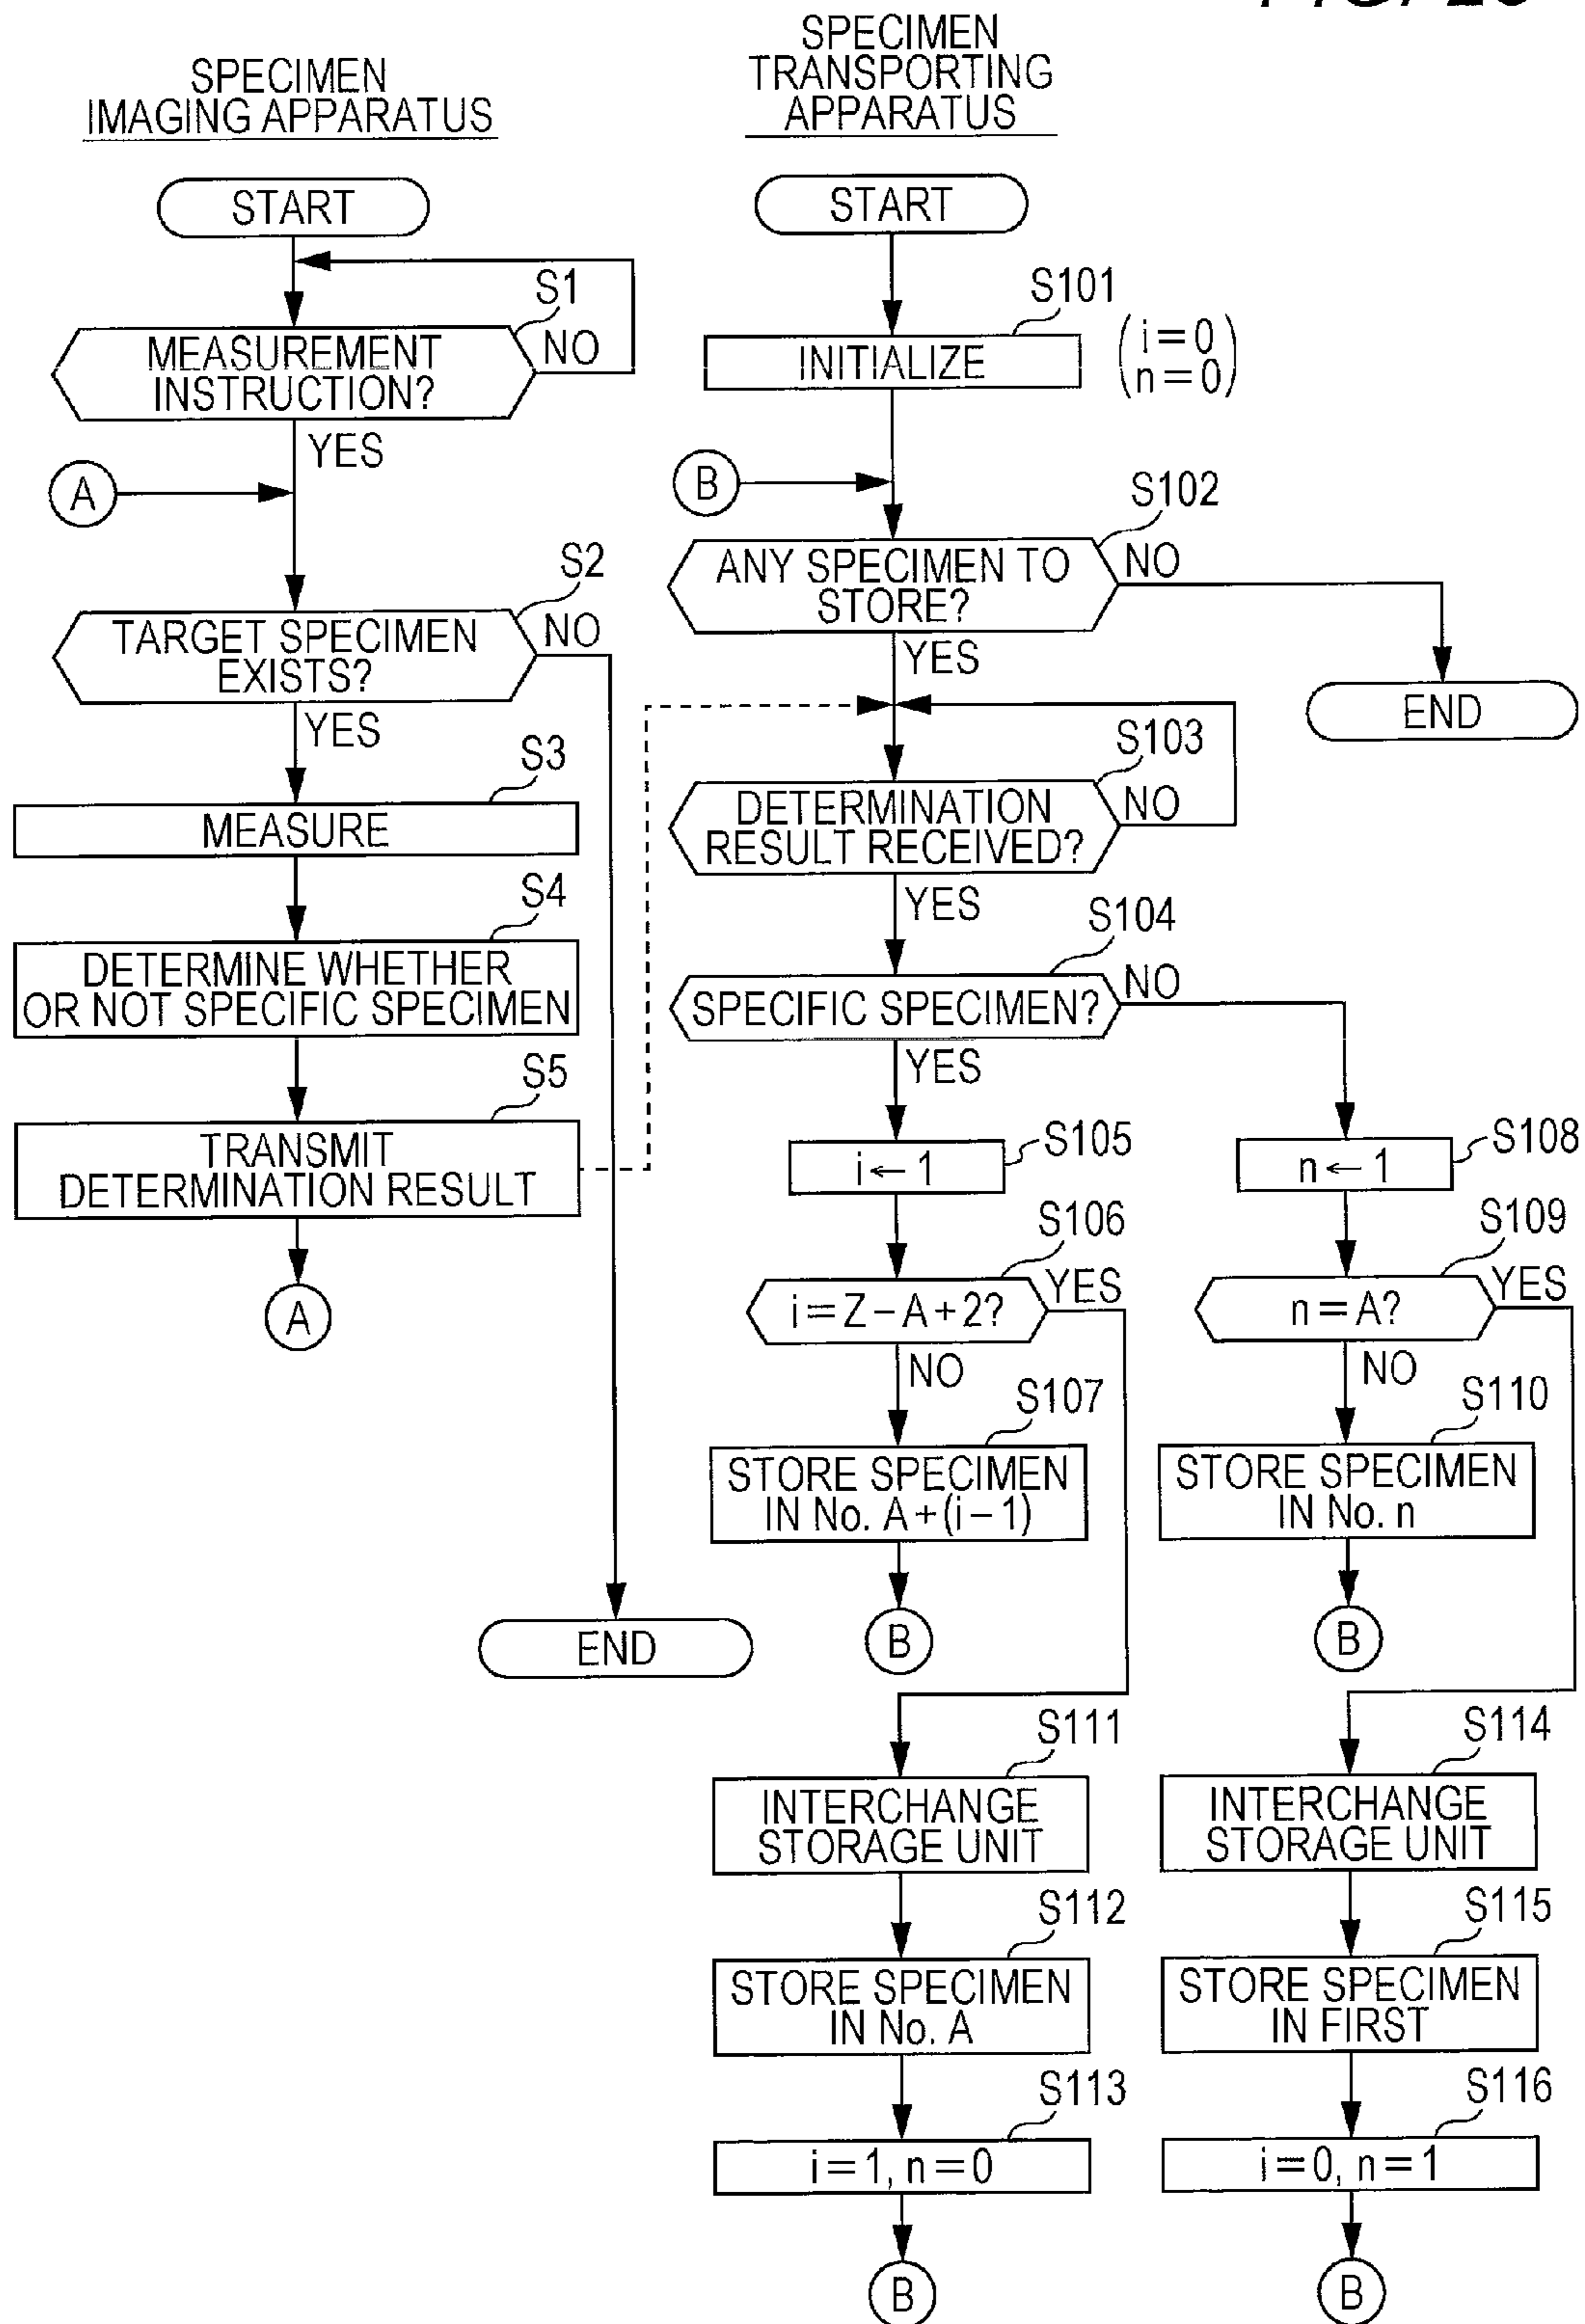 SPECIMEN
IMAGING APPARATUS
START
S1
MEASUREMENT
INSTRUCTION?
NO
YES
A
S2
TARGET SPECIMEN
EXISTS?
NO
YES
S3
MEASURE
S4
DETERMINE WHETHER
OR NOT SPECIFIC SPECIMEN
S5
TRANSMIT
DETERMINATION RESULT
A
END
SPECIMEN
TRANSPORTING
APPARATUS
START
S101
INITIALIZE
i=0
n=0
B
S102
ANY SPECIMEN TO
STORE?
NO
YES
END
S103
DETERMINATION
RESULT RECEIVED?
NO
YES
S104
SPECIFIC SPECIMEN?
NO
YES
S105
i←1
S106
i=Z-A+2?
YES
NO
S107
STORE SPECIMEN
IN No. A+(i-1)
B
S108
n←1
S109
n=A?
YES
NO
S110
STORE SPECIMEN
IN No. n
B
S111
INTERCHANGE
STORAGE UNIT
S112
STORE SPECIMEN
IN No. A
S113
i=1, n=0
B
S114
INTERCHANGE
STORAGE UNIT
S115
STORE SPECIMEN
IN FIRST
S116
i=0, n=1
B